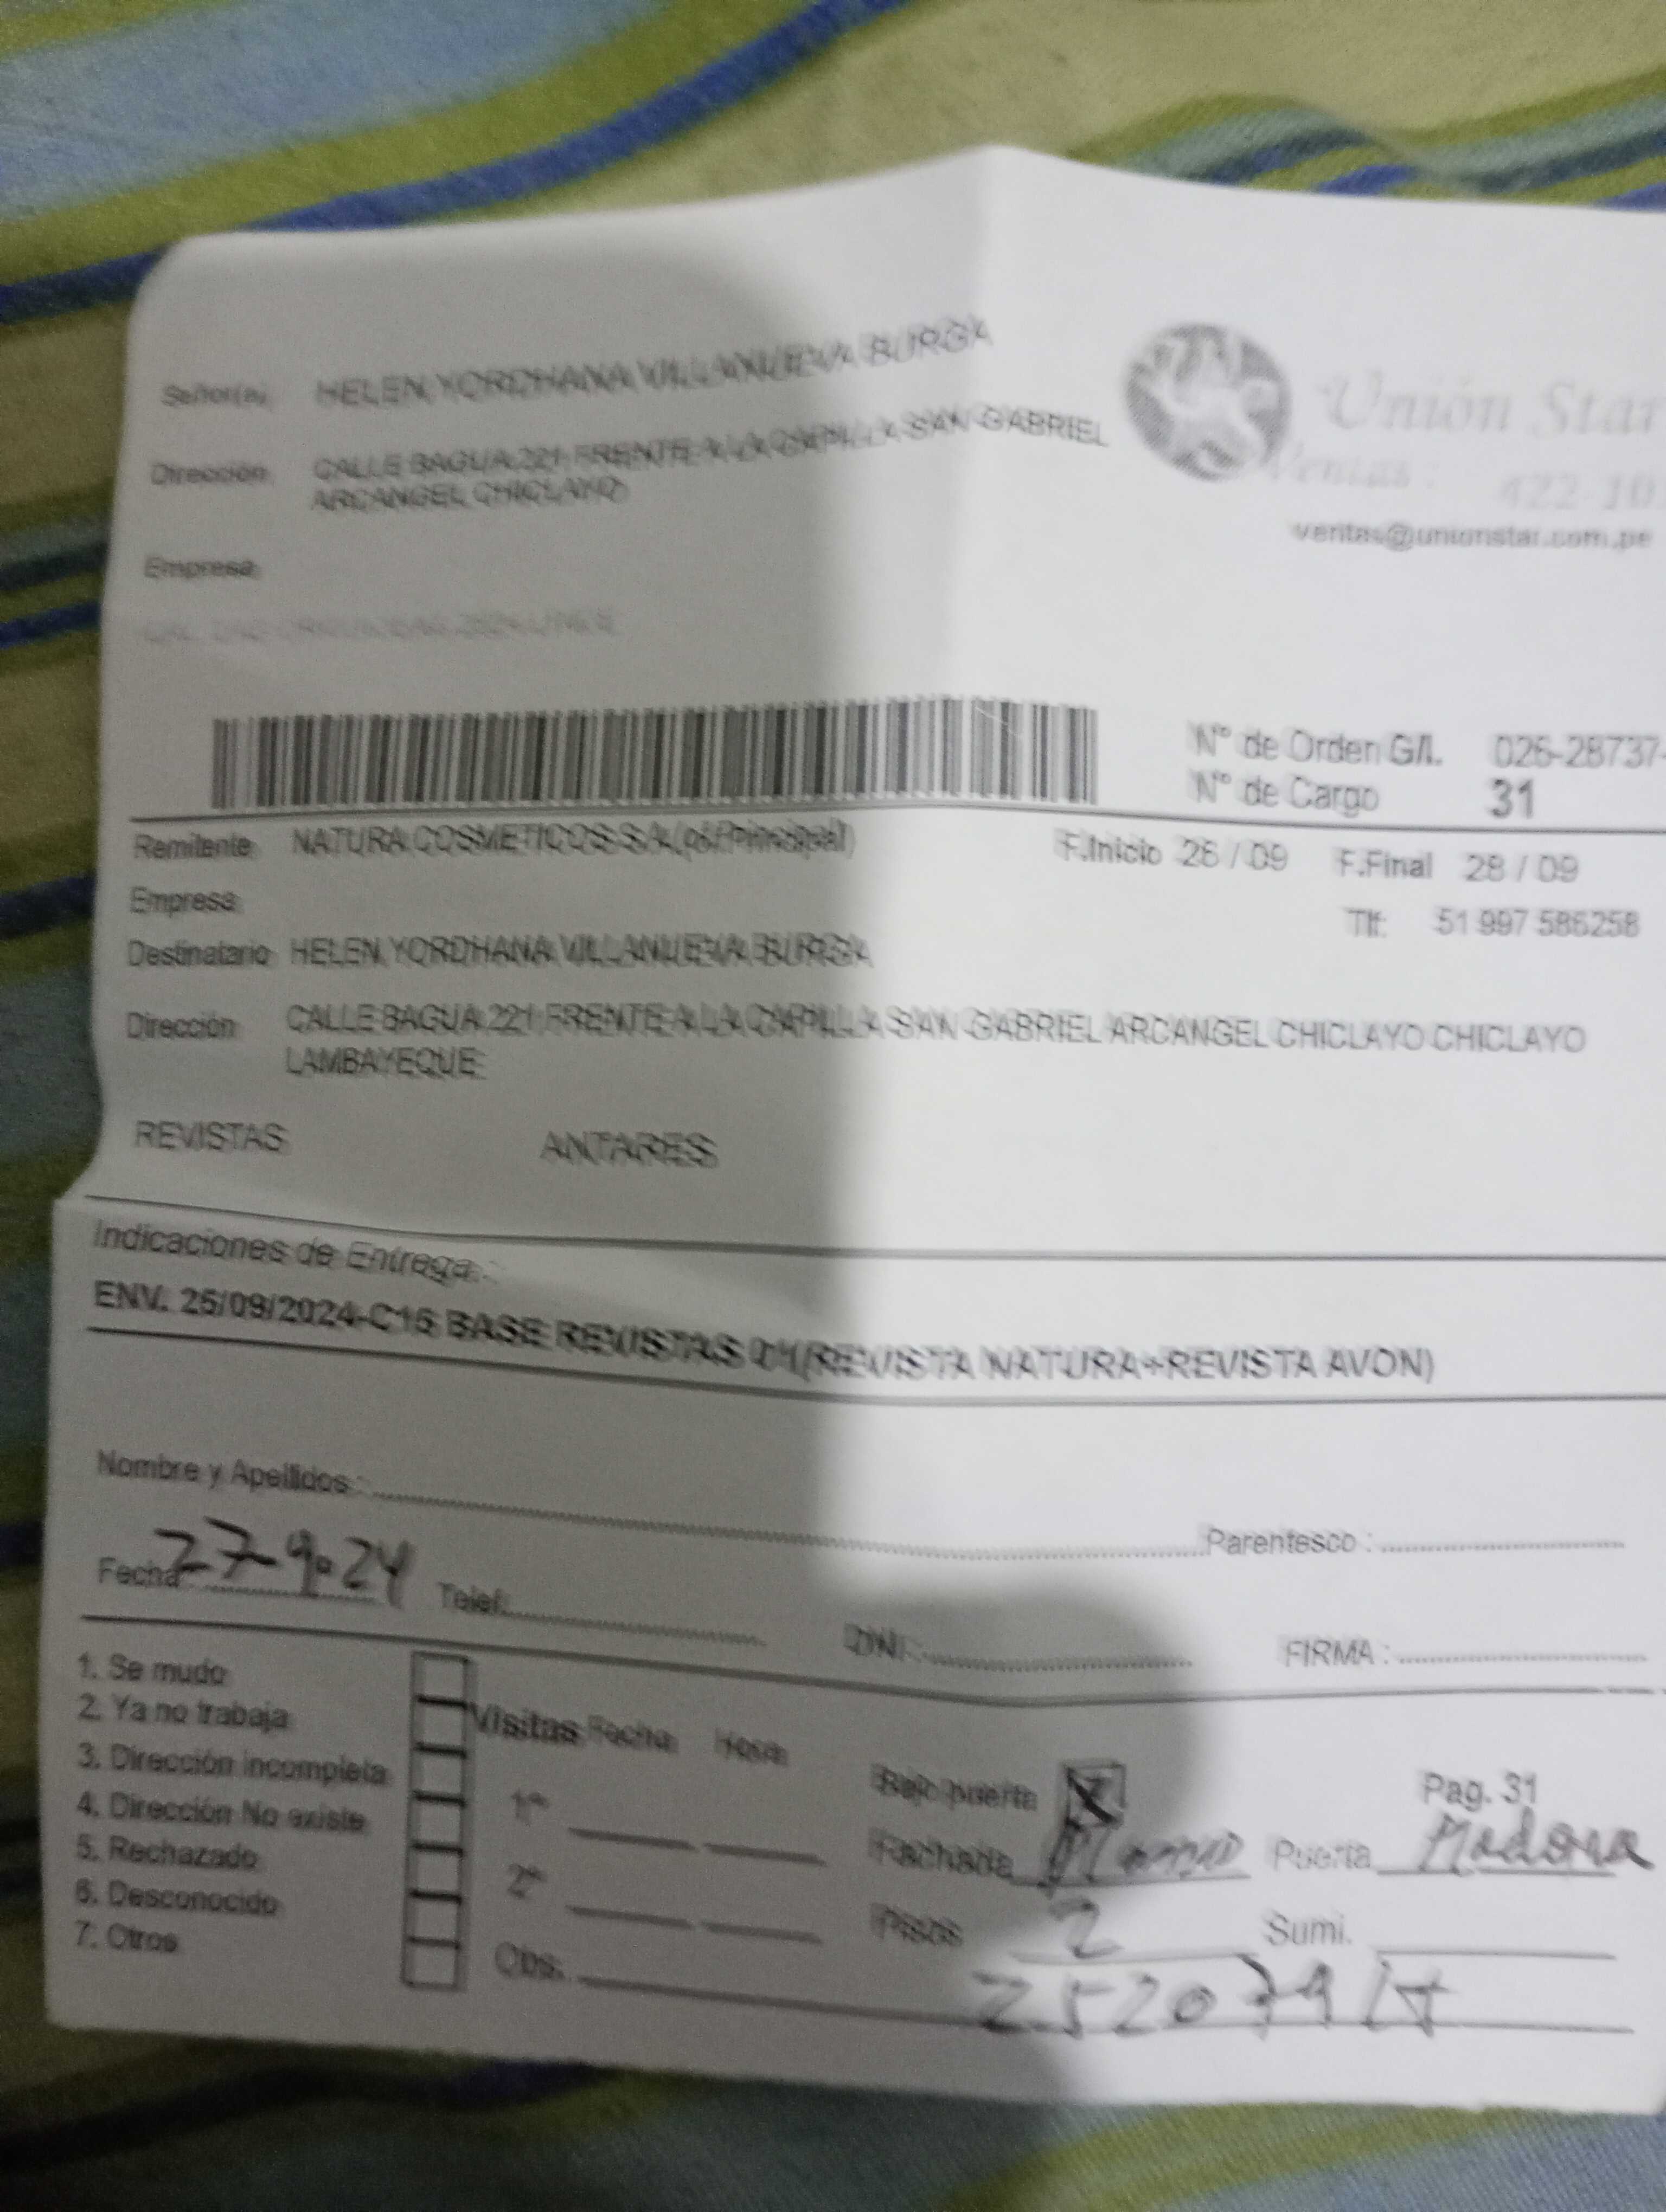 Señor(a) HELEN YORDHANA VILLANUEVA BURGA
Unión Star
Dirección CALLE BAGUA 221 FRENTE A LA CAPILLA SAN GABRIEL
ARCANGEL CHICLAYO
Ventas : 422-10
ventas@unionstar.com.pe
Empresa
N° de Orden G/I. 026-28737-
N° de Cargo 31
Remitente NATURA COSMETICOS S.A.(of.Principal) F.Inicio 26 / 09 F.Final 28 / 09
Empresa
Tlf: 51 997 586258
Destinatario HELEN YORDHANA VILLANUEVA BURGA
Dirección CALLE BAGUA 221 FRENTE A LA CAPILLA SAN GABRIEL ARCANGEL CHICLAYO CHICLAYO
LAMBAYEQUE
REVISTAS ANTARES
Indicaciones de Entrega :
ENV. 25/09/2024-C15 BASE REVISTAS 01(REVISTA NATURA+REVISTA AVON)
Nombre y Apellidos : Parentesco :
Fecha 27-9-24 Telef: DNI : FIRMA :
1. Se mudo
2. Ya no trabaja
3. Dirección incompleta
4. Dirección No existe
5. Rechazado
6. Desconocido
7. Otros
Visitas Fecha Hora
1ª
2ª
Obs.
Bajo puerta X Pag. 31
Fachada Puerta Madera
Pisos 2 Sumi.